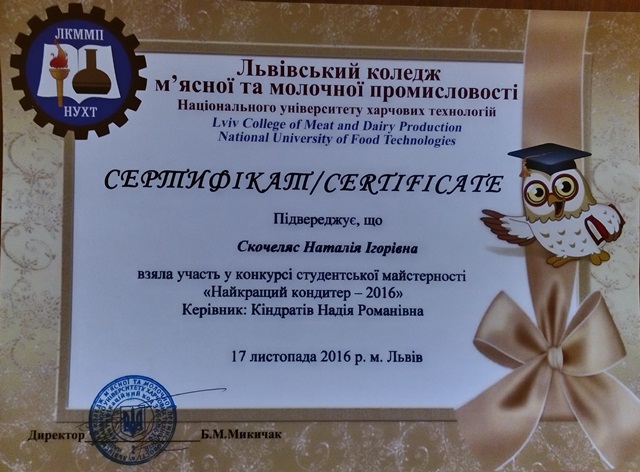 ЛКММП
НУХТ
Львівський коледж
м’ясної та молочної промисловості
Національного університету харчових технологій
Lviv College of Meat and Dairy Production
National University of Food Technologies
СЕРТИФІКАТ/CERTIFICATE
Підвереджує, що
Скочеляс Наталія Ігорівна
взяла участь у конкурсі студентської майстерності
«Найкращий кондитер – 2016»
Керівник: Кіндратів Надія Романівна
17 листопада 2016 р. м. Львів
Директор Б.М.Микичак